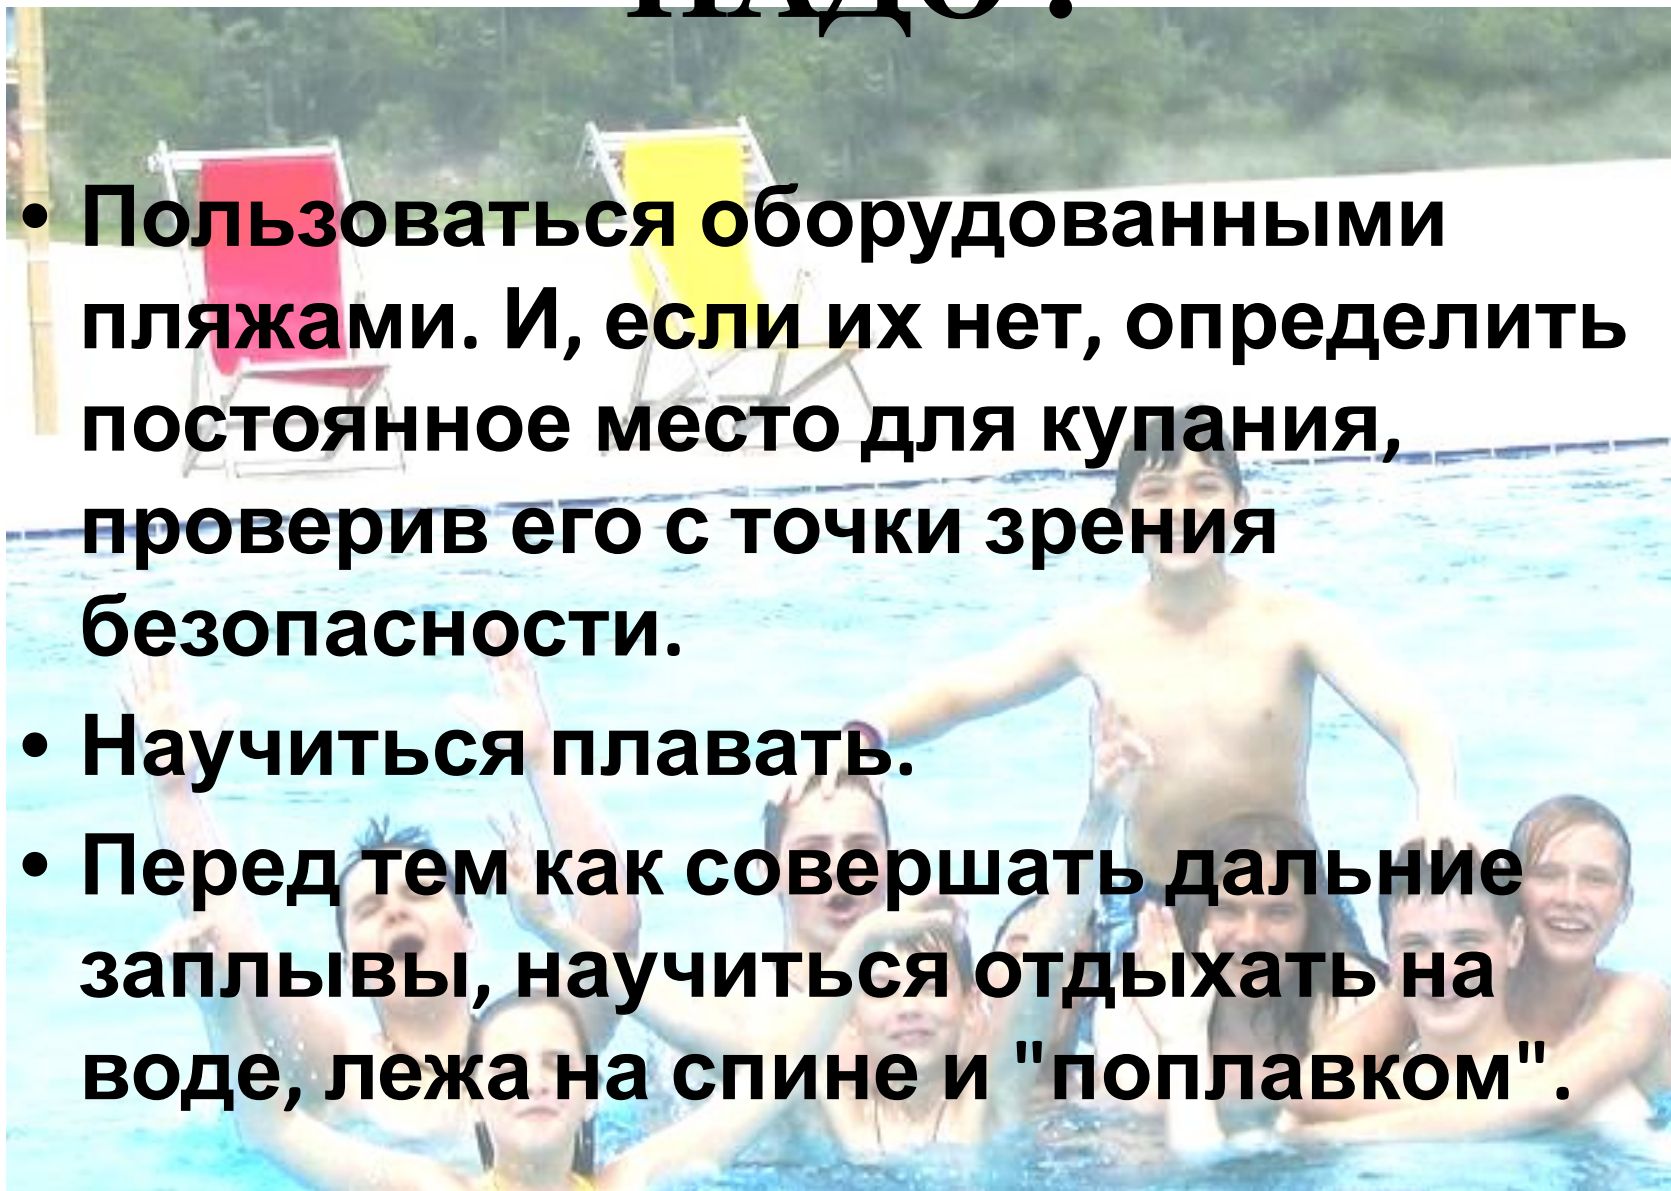 НАДО:
• Пользоваться оборудованными
пляжами. И, если их нет, определить
постоянное место для купания,
проверив его с точки зрения
безопасности.
• Научиться плавать.
• Перед тем как совершать дальние
заплывы, научиться отдыхать на
воде, лежа на спине и "поплавком".